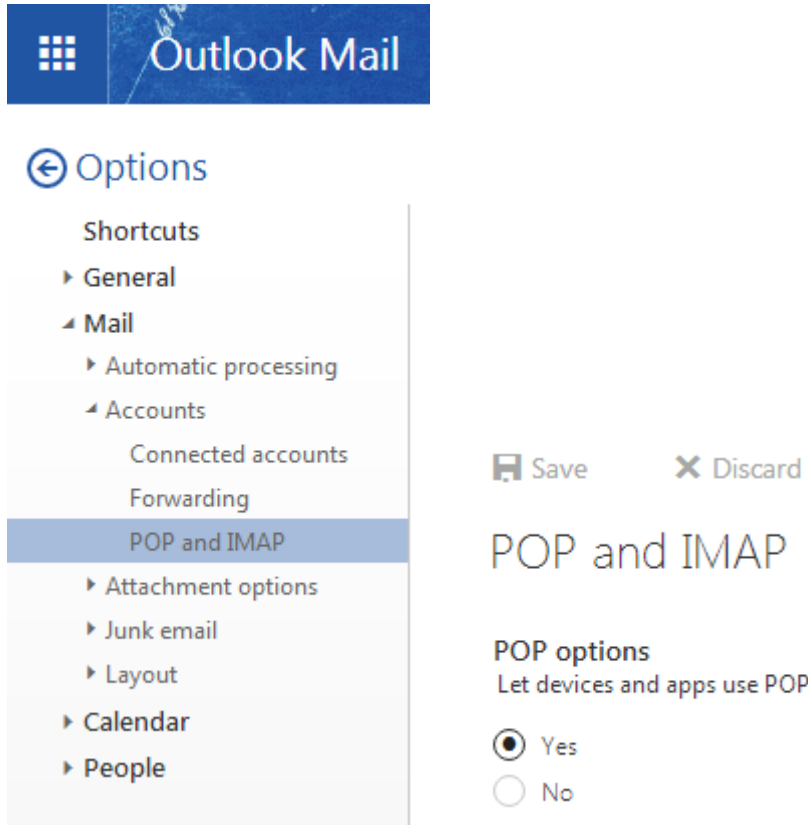 Outlook Mail
Options
Shortcuts
General
Mail
Automatic processing
Accounts
Connected accounts
Forwarding
POP and IMAP
Attachment options
Junk email
Layout
Calendar
People
Save Discard
POP and IMAP
POP options
Let devices and apps use POP
Yes
No